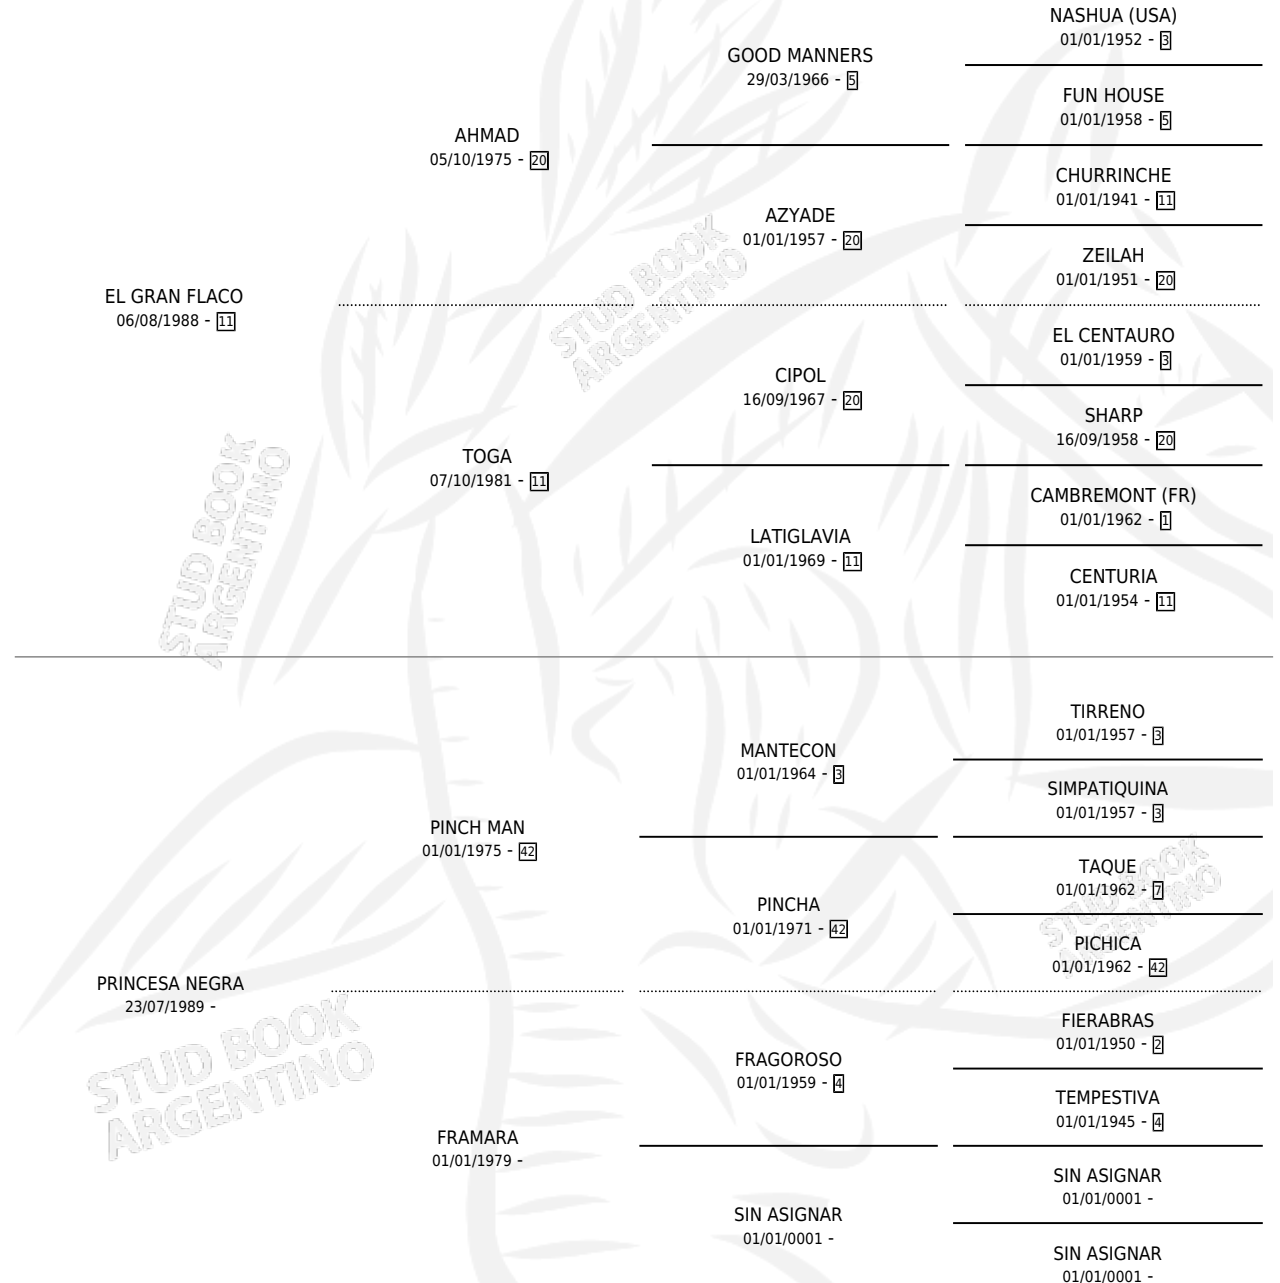 NASHUA (USA)
01/01/1952 - 3
GOOD MANNERS
29/03/1966 - 5
FUN HOUSE
01/01/1958 - 5
AHMAD
05/10/1975 - 20
CHURRINCHE
01/01/1941 - 11
AZYADE
01/01/1957 - 20
ZEILAH
01/01/1951 - 20
EL GRAN FLACO
06/08/1988 - 11
STUD BOOK
ARGENTINO
EL CENTAURO
01/01/1959 - 3
CIPOL
16/09/1967 - 20
SHARP
16/09/1958 - 20
TOGA
07/10/1981 - 11
CAMBREMONT (FR)
01/01/1962 - 1
LATIGLAVIA
01/01/1969 - 11
CENTURIA
01/01/1954 - 11
STUD BOOK
ARGENTINO
TIRRENO
01/01/1957 - 3
MANTECON
01/01/1964 - 3
SIMPATIQUINA
01/01/1957 - 3
PINCH MAN
01/01/1975 - 42
TAQUE
01/01/1962 - 7
PINCHA
01/01/1971 - 42
PICHICA
01/01/1962 - 42
STUD BOOK
ARGENTINO
PRINCESA NEGRA
23/07/1989 -
FIERABRAS
01/01/1950 - 2
FRAGOROSO
01/01/1959 - 4
TEMPESTIVA
01/01/1945 - 4
STUD BOOK
ARGENTINO
FRAMARA
01/01/1979 -
SIN ASIGNAR
01/01/0001 -
SIN ASIGNAR
01/01/0001 -
SIN ASIGNAR
01/01/0001 -